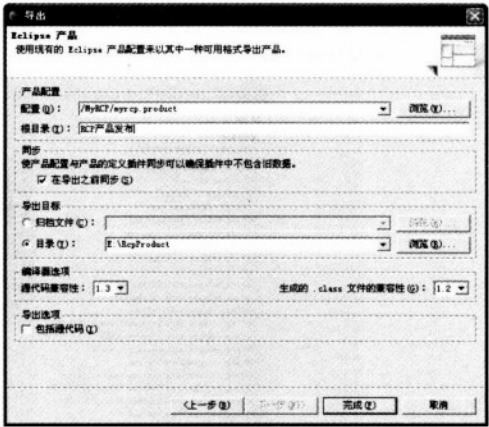 导出
Eclipse 产品
使用现有的 Eclipse 产品配置来以其中一种可用格式导出产品。
产品配置
配置(O): /MyRCP/myrcp.product 浏览(W)...
根目录(T): RCP产品发布
同步
使产品配置与产品的定义插件同步可以确保插件中不包含旧数据。
在导出之前同步(S)
导出目标
归档文件(C):
目录(Y): E:\RcpProduct 浏览(R)...
编译器选项
源代码兼容性: 1.3 生成的 .class 文件的兼容性(G): 1.2
导出选项
包括源代码(I)
<上一步(B) 完成(F) 取消